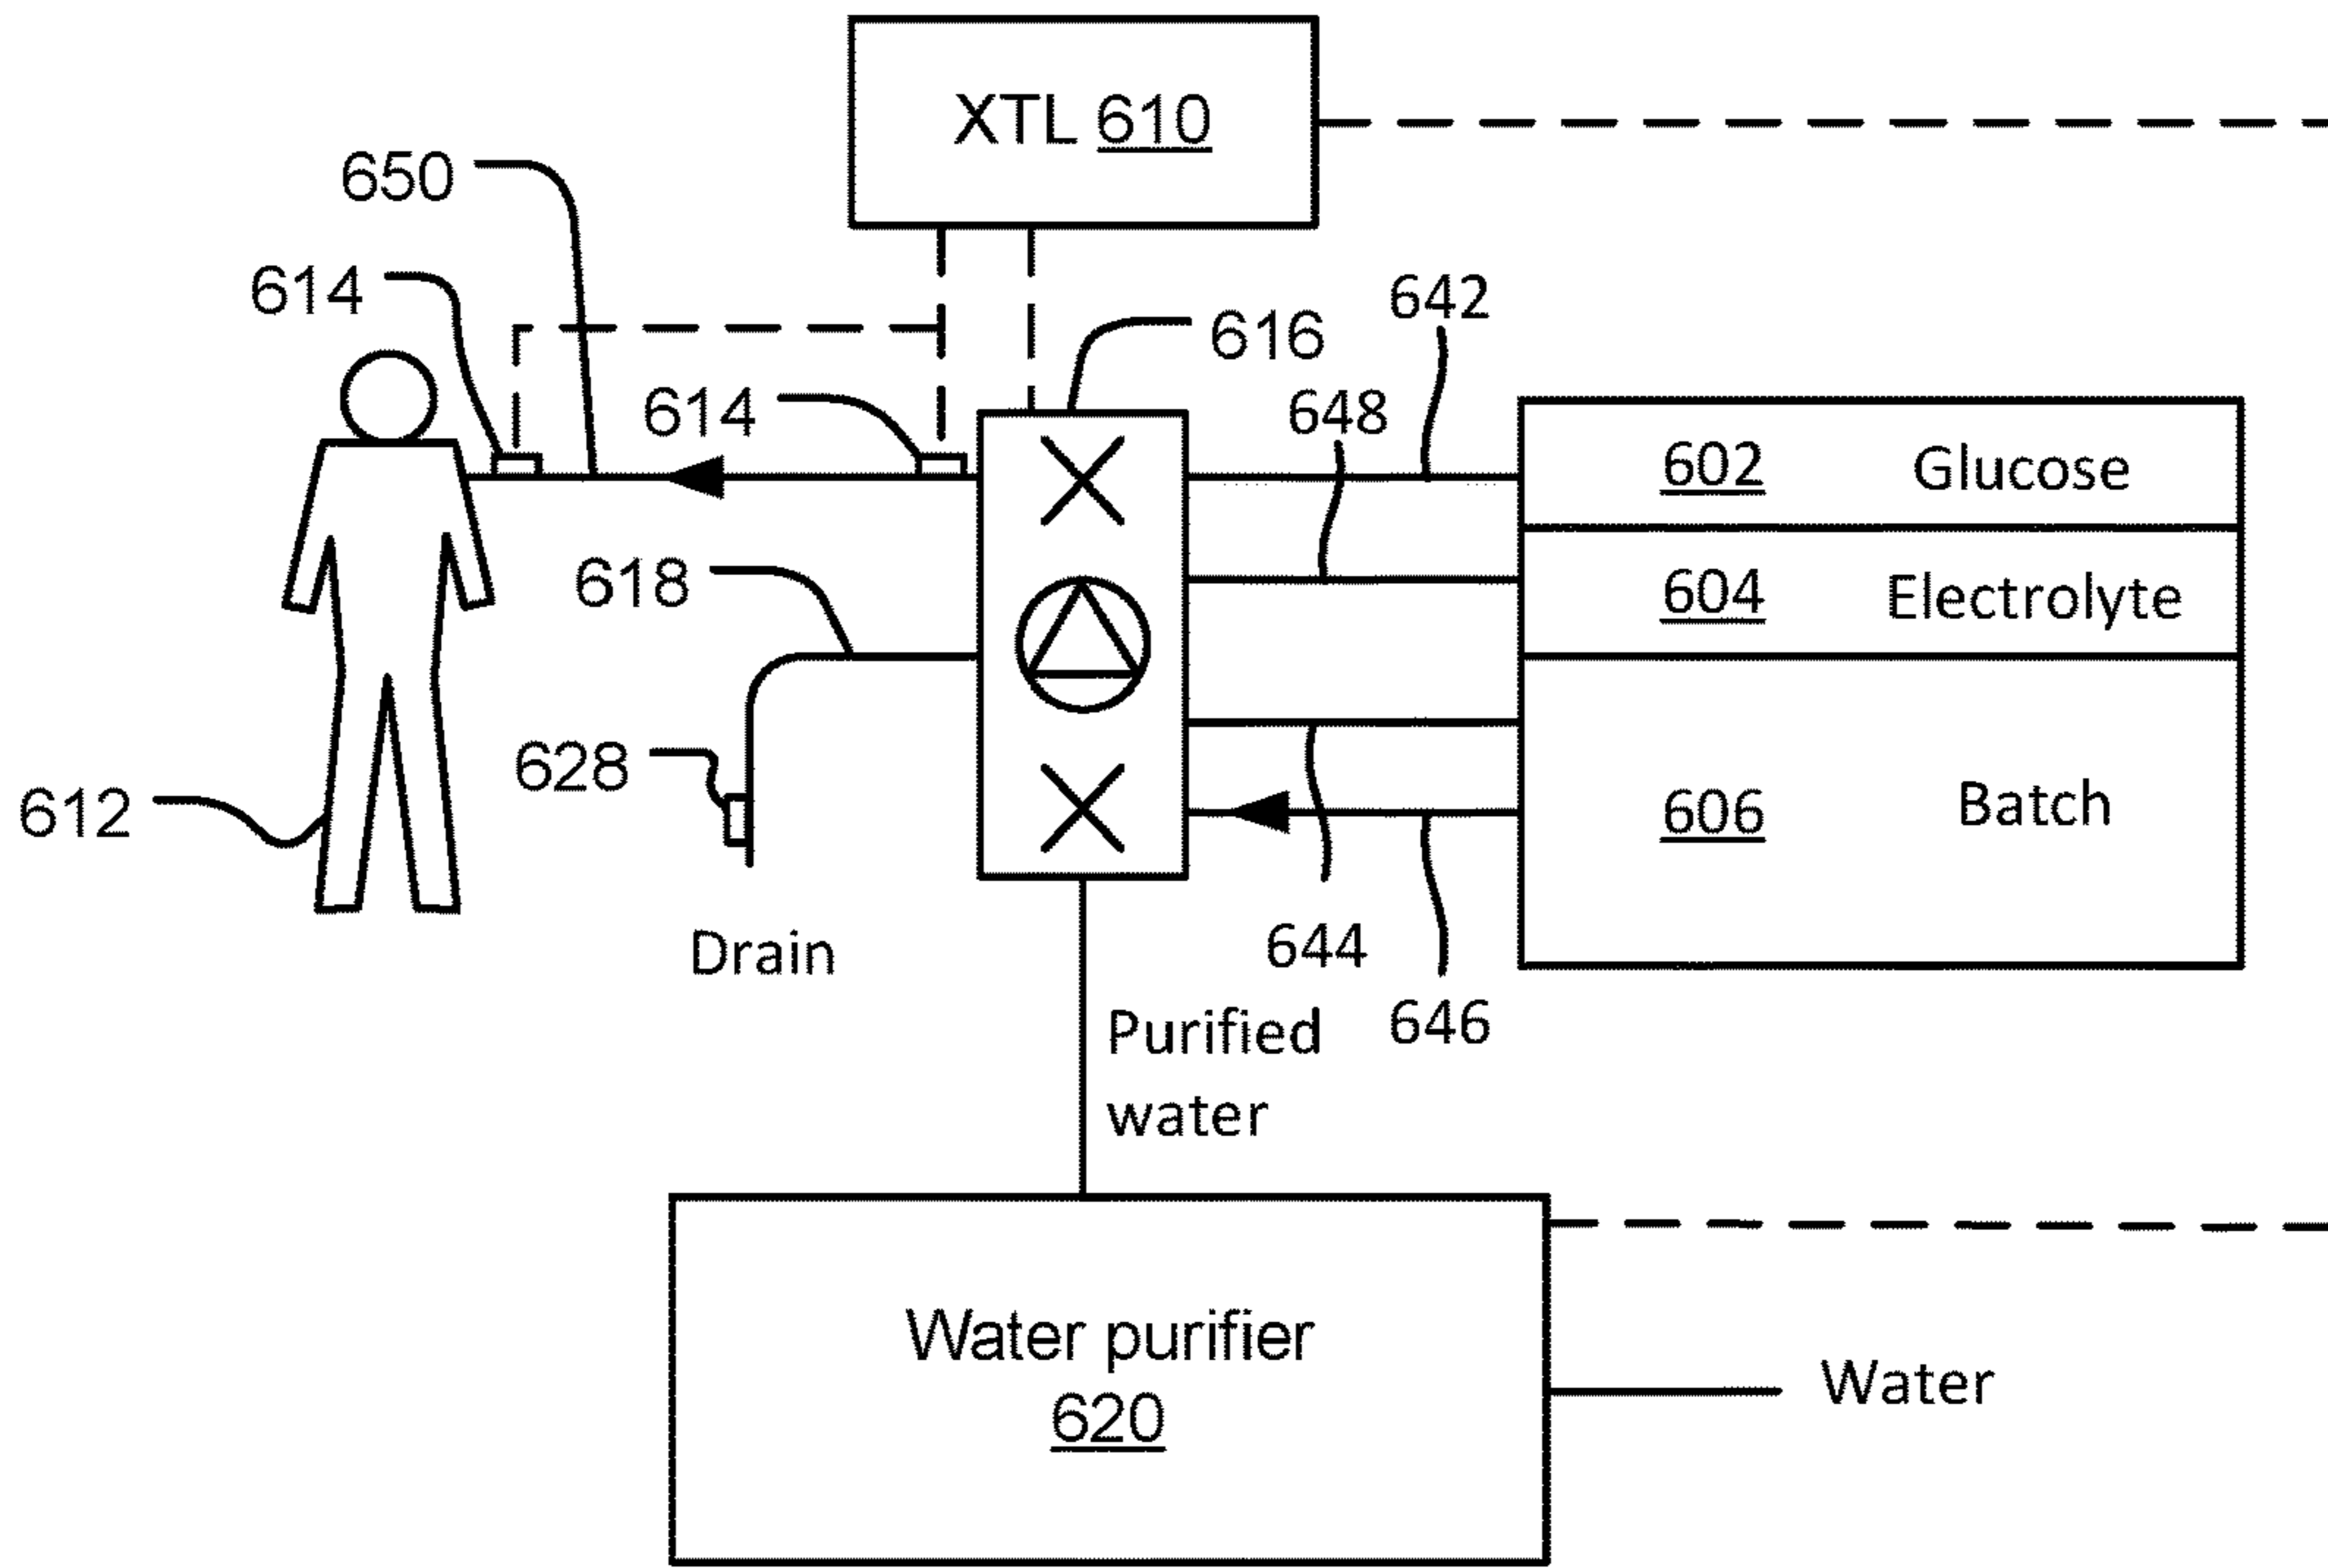 XTL 610
650
614
642
616
614
648
602 Glucose
618
604 Electrolyte
628
612
606 Batch
Drain
644
646
Purified
water
Water purifier
620
Water